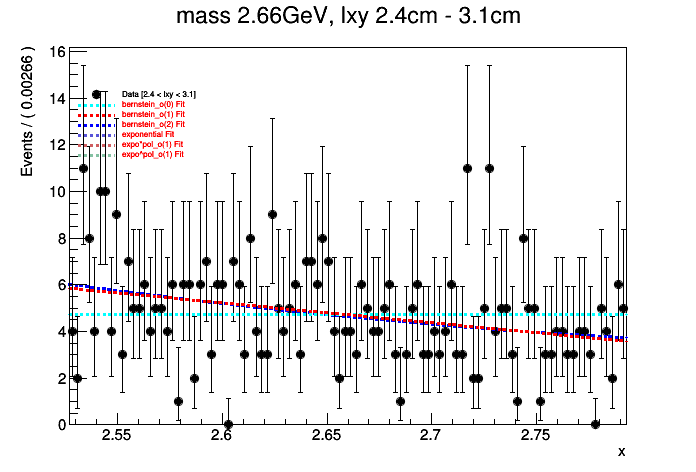 mass 2.66GeV, lxy 2.4cm - 3.1cm
Events / ( 0.00266 )
16
14
12
10
8
6
4
2
0
Data [2.4 < lxy < 3.1]
bernstein_o(0) Fit
bernstein_o(1) Fit
bernstein_o(2) Fit
exponential Fit
expo*pol_o(1) Fit
expo^pol_o(1) Fit
2.55
2.6
2.65
2.7
2.75
x